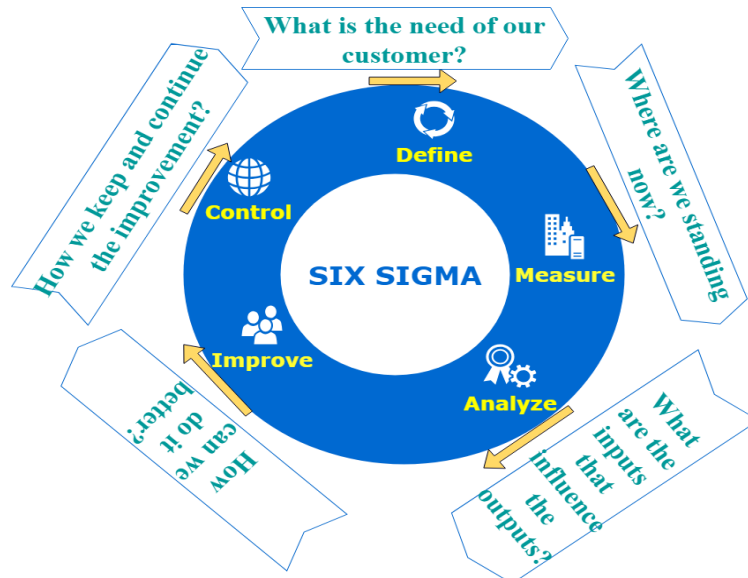 What is the need of our
customer?
Where are we standing
now?
What
are the
inputs
that
influence
the
outputs?
How
can we
do it
better?
How we keep and continue
the improvement?
Define
Measure
Analyze
Improve
Control
SIX SIGMA